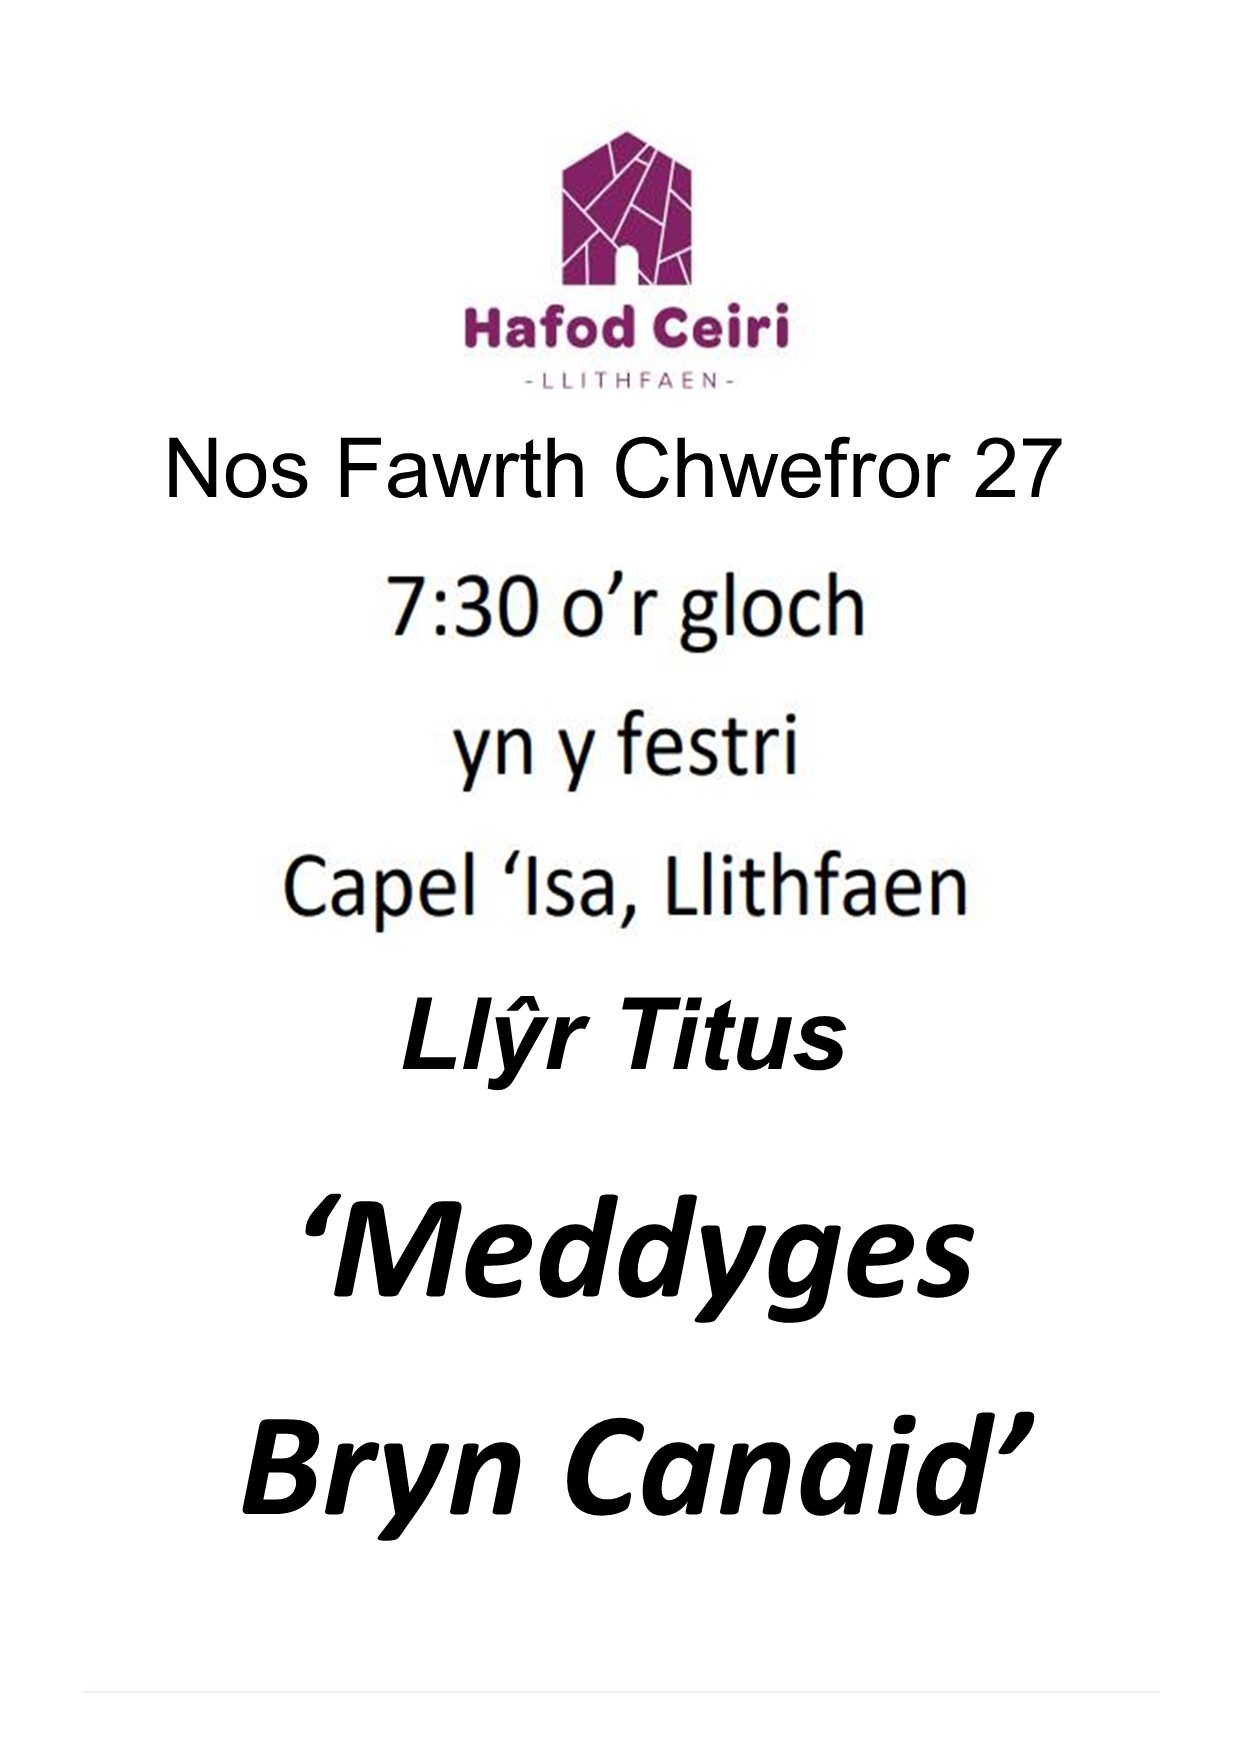 Hafod Ceiri
-LLITHFAEN-
Nos Fawrth Chwefror 27
7:30 o’r gloch
yn y festri
Capel ‘Isa, Llithfaen
Llŷr Titus
‘Meddyges
Bryn Canaid’